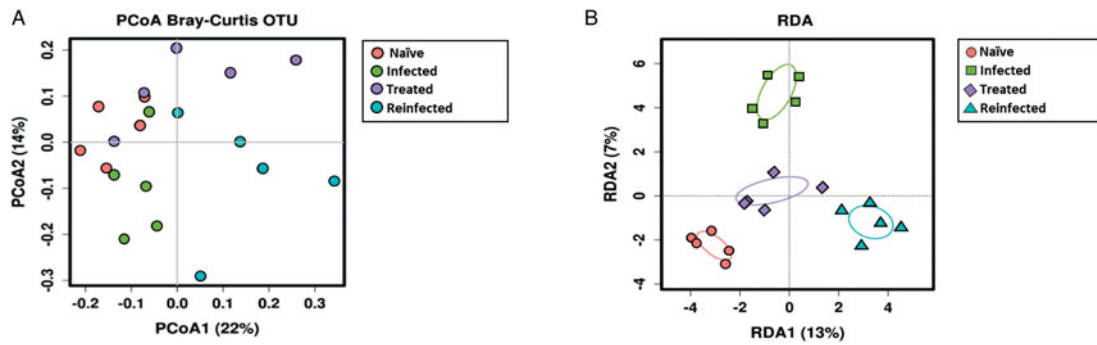 A
PCoA Bray-Curtis OTU
PCoA2 (14%)
0.2
0.1
0.0
-0.1
-0.2
-0.3
-0.2
-0.1
0.0
0.1
0.2
0.3
PCoA1 (22%)
Naïve
Infected
Treated
Reinfected
B
RDA
RDA2 (7%)
6
4
2
0
-2
-4
-4
-2
0
2
4
RDA1 (13%)
Naïve
Infected
Treated
Reinfected